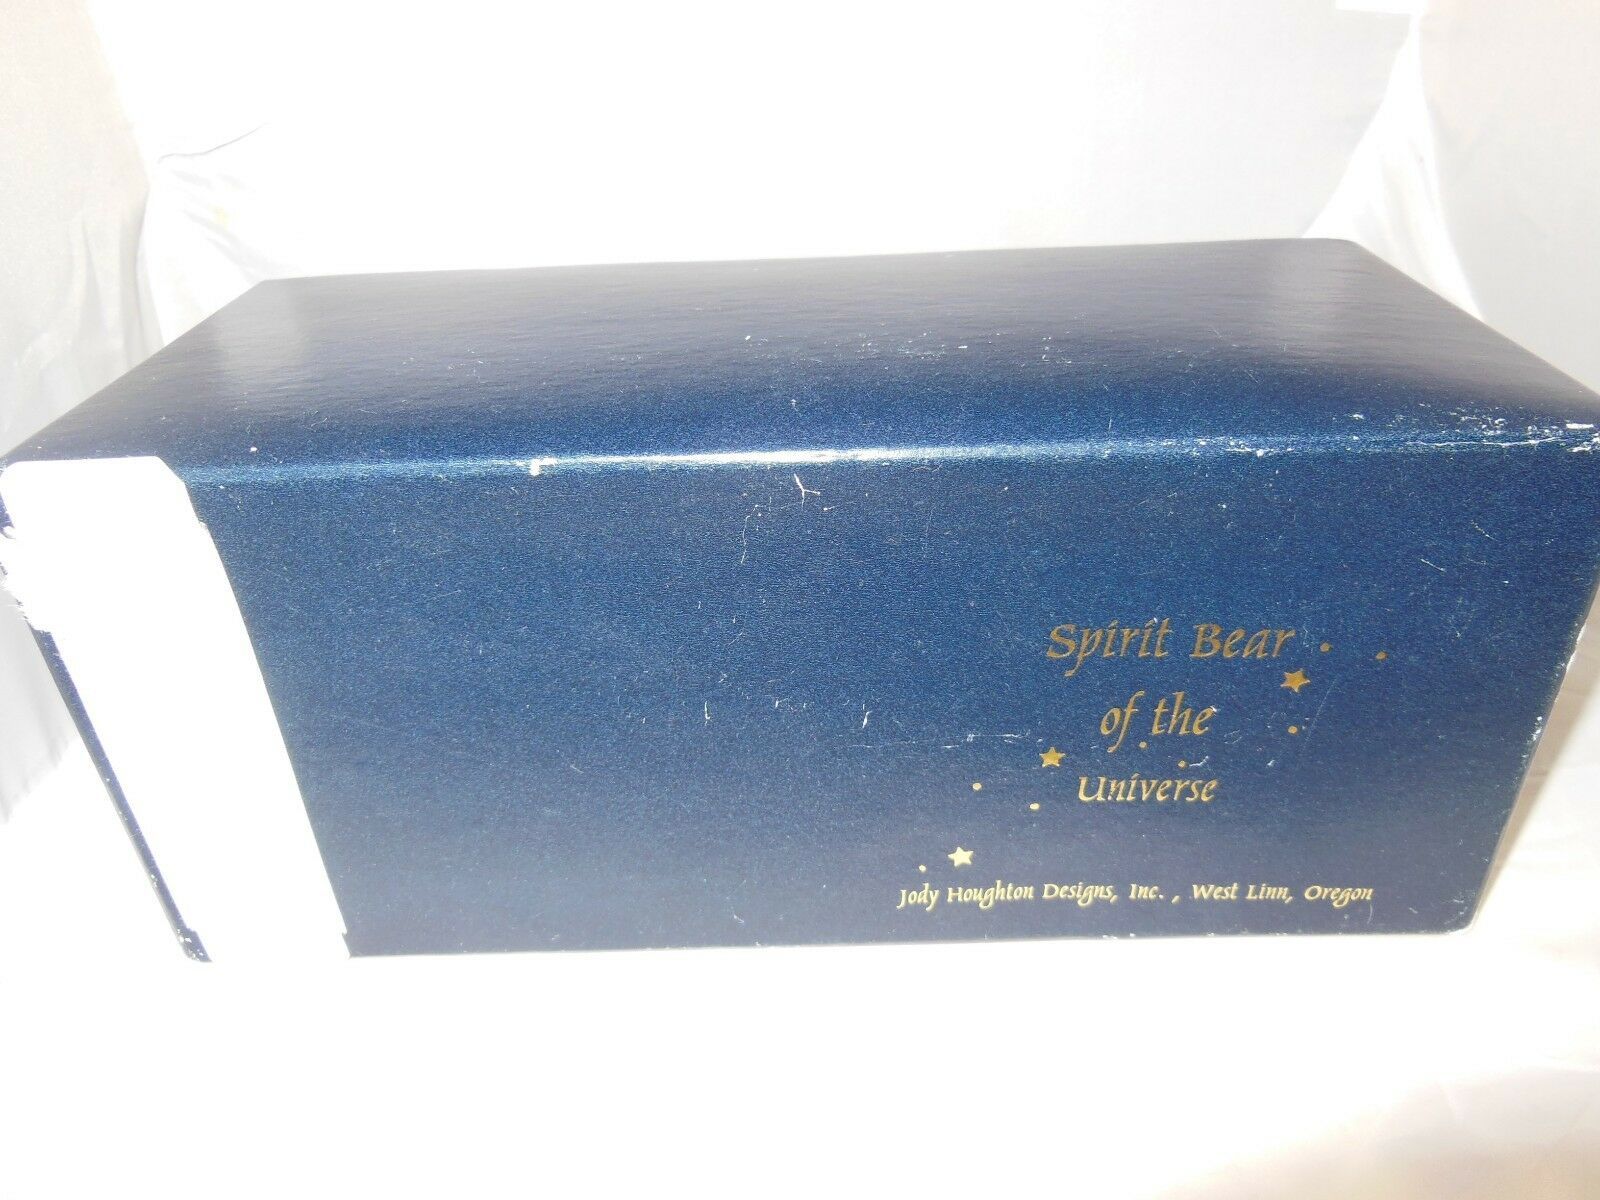 Spirit Bear
of the
Universe
Jody Houghton Designs, Inc. , West Linn, Oregon